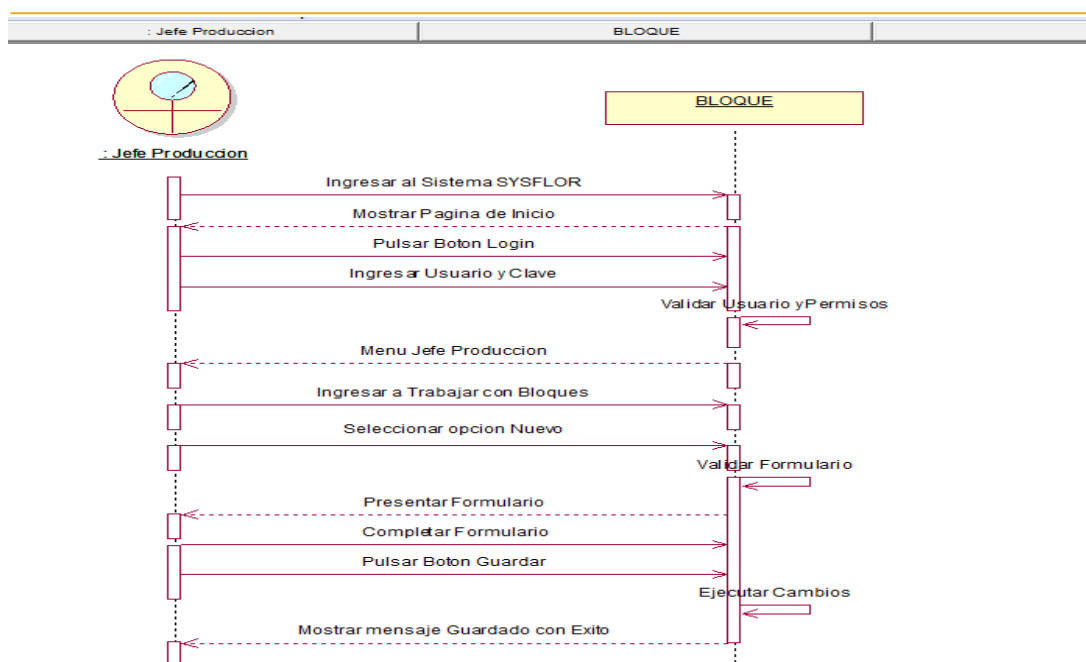 : Jefe Produccion
BLOQUE
BLOQUE
: Jefe Produccion
Ingresar al Sistema SYSFLOR
Mostrar Pagina de Inicio
Pulsar Boton Login
Ingresar Usuario y Clave
Validar Usuario y Permisos
Menu Jefe Produccion
Ingresar a Trabajar con Bloques
Seleccionar opcion Nuevo
Validar Formulario
Presentar Formulario
Completar Formulario
Pulsar Boton Guardar
Ejecutar Cambios
Mostrar mensaje Guardado con Exito